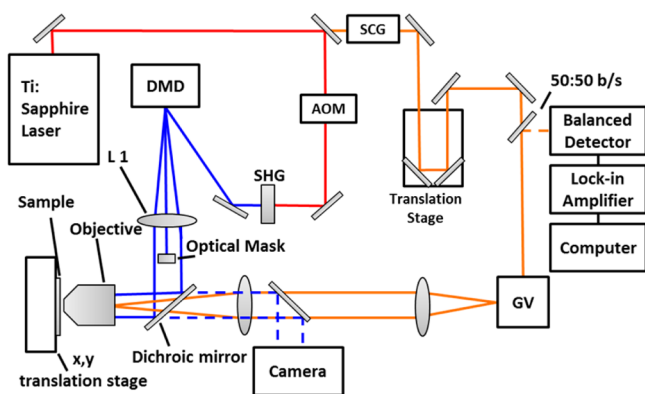 SCG
50:50 b/s
Ti:
Sapphire
Laser
DMD
AOM
Balanced
Detector
L 1
SHG
Translation
Stage
Lock-in
Amplifier
Sample
Objective
Optical Mask
Computer
GV
x,y
translation stage
Dichroic mirror
Camera